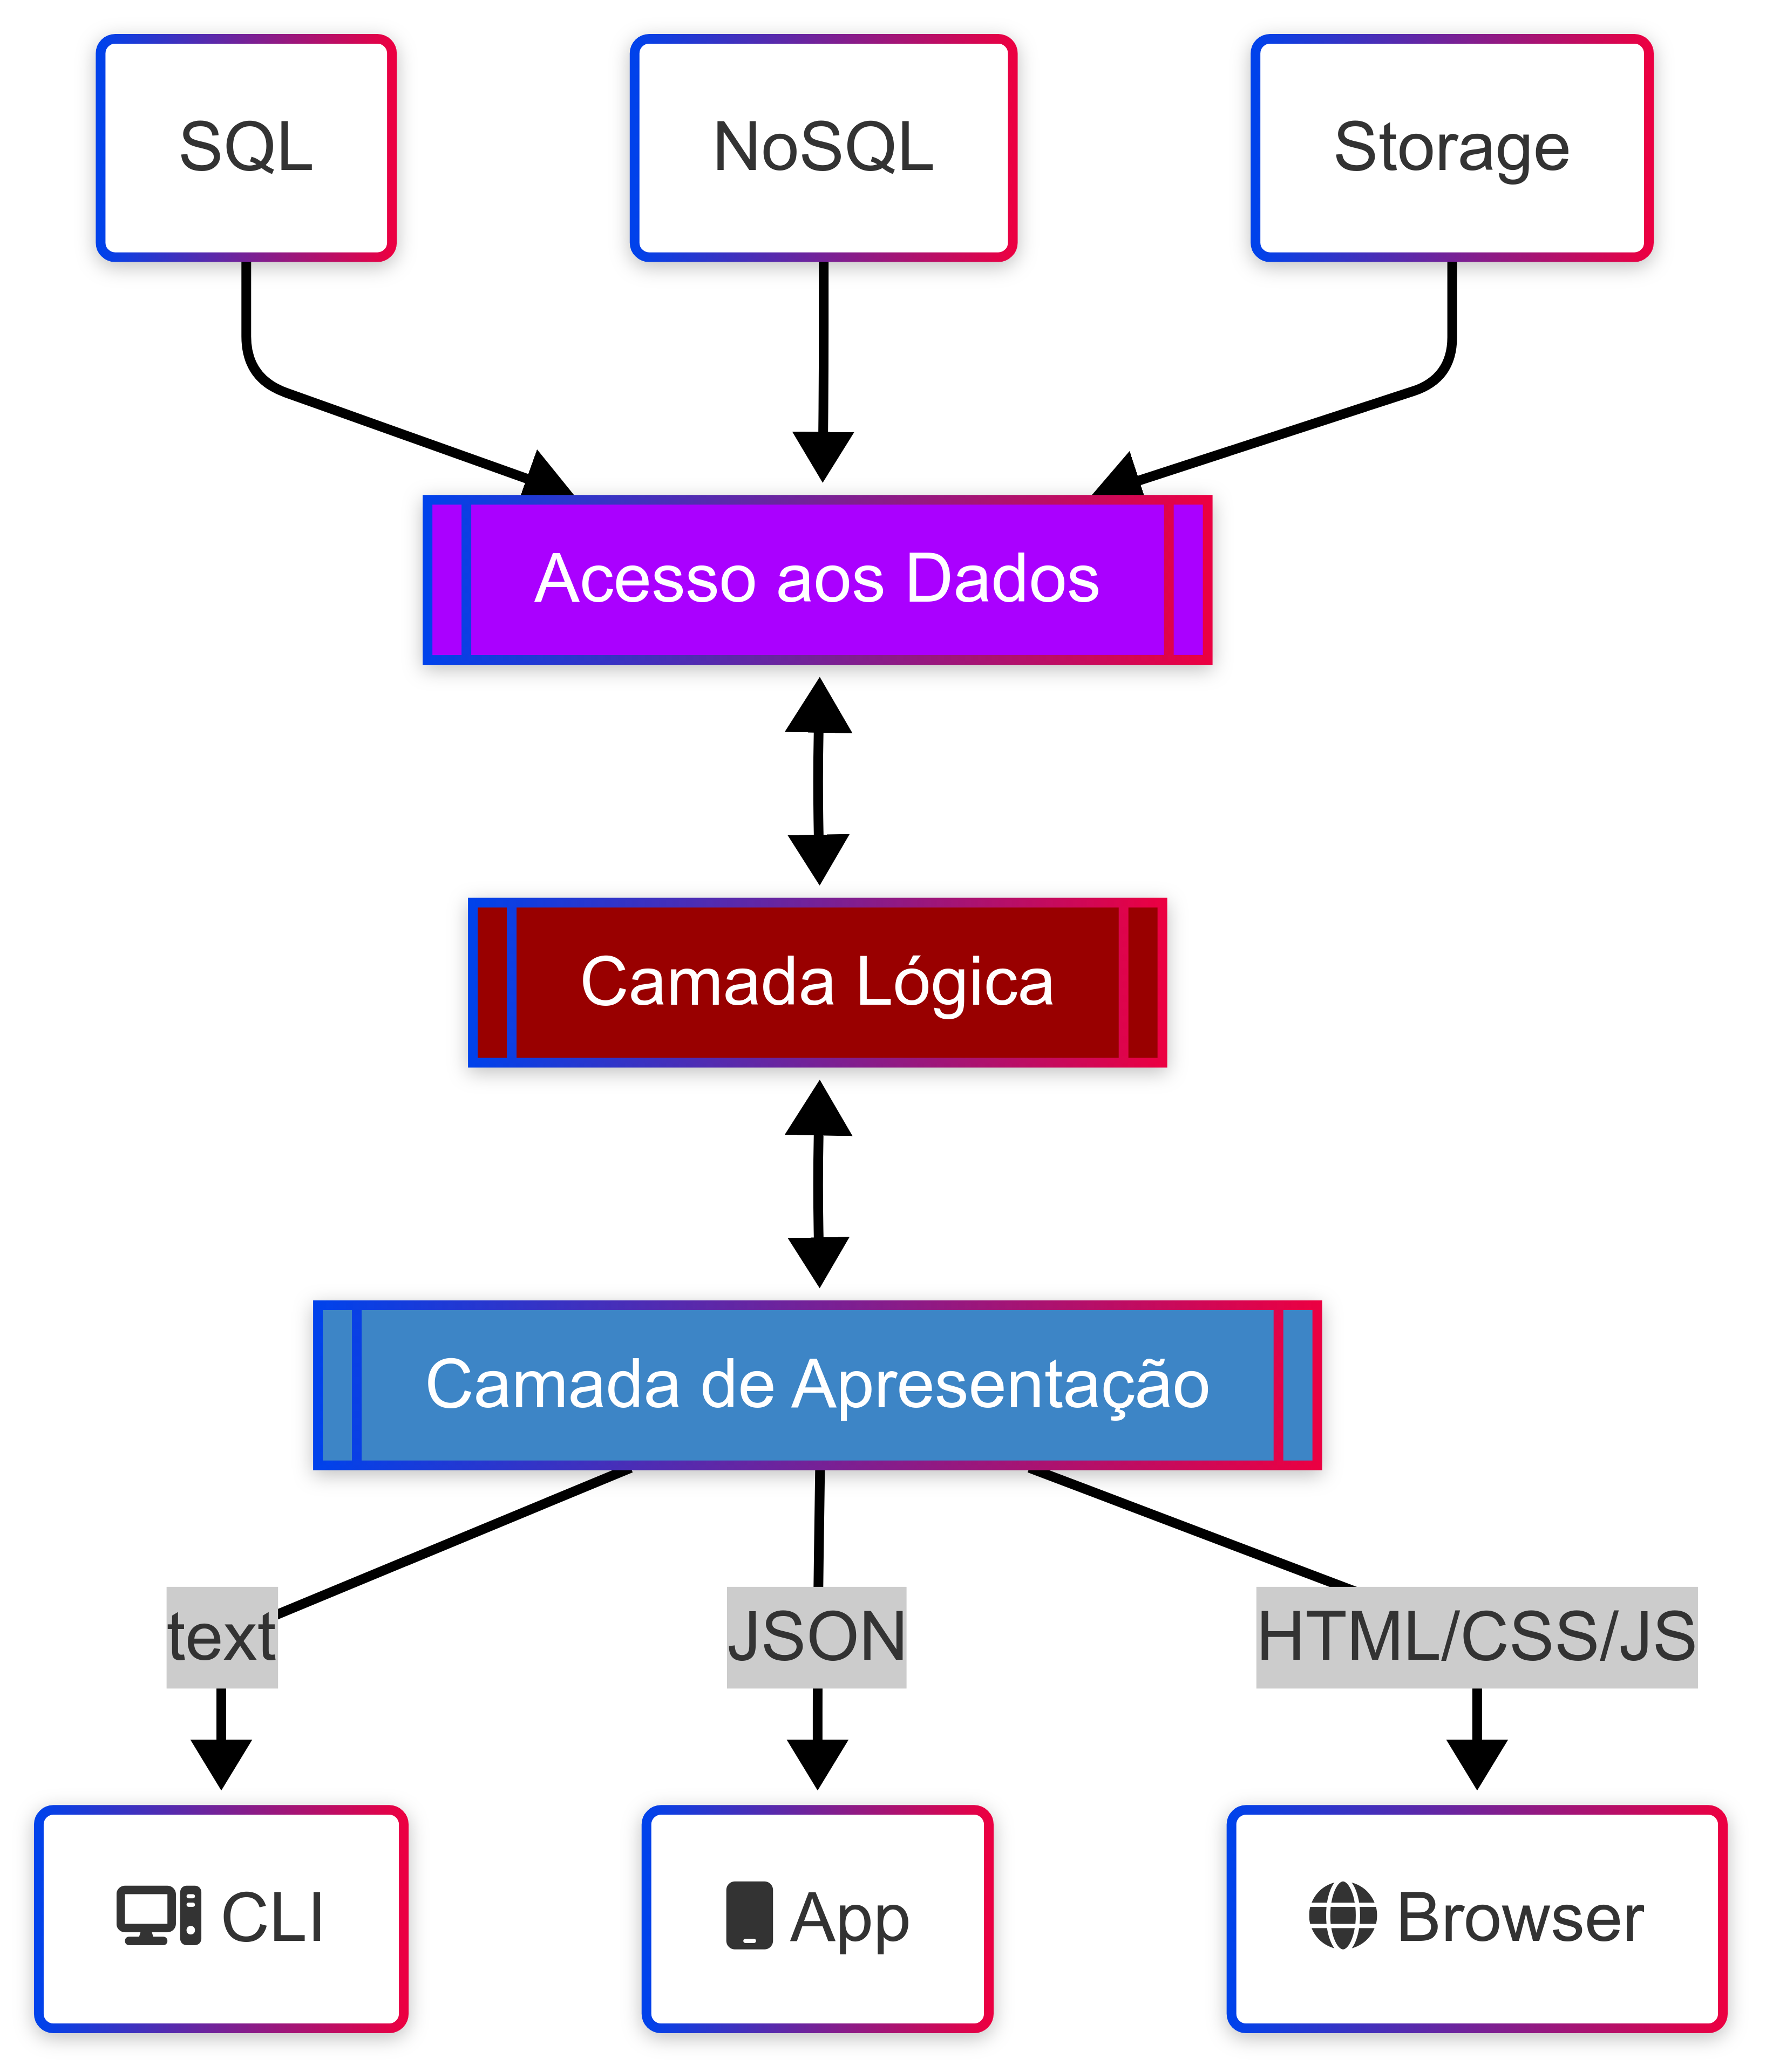 SQL
NoSQL
Storage
Acesso aos Dados
Camada Lógica
Camada de Apresentação
text
JSON
HTML/CSS/JS
CLI
App
Browser